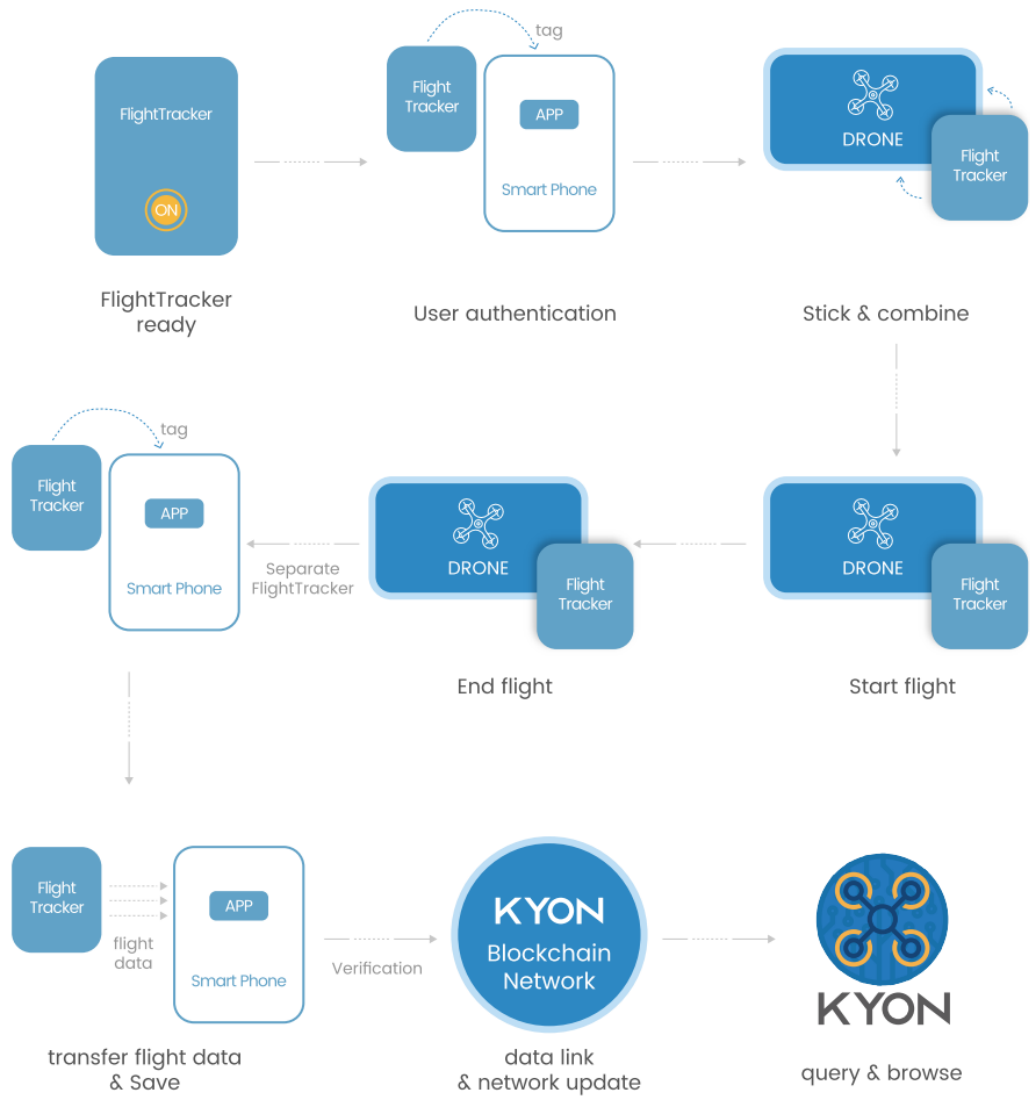 FlightTracker
ON
FlightTracker
ready
tag
Flight
Tracker
APP
Smart Phone
User authentication
DRONE
Flight
Tracker
Stick & combine
tag
Flight
Tracker
APP
Smart Phone
Separate
FlightTracker
DRONE
Flight
Tracker
End flight
DRONE
Flight
Tracker
Start flight
Flight
Tracker
flight
data
APP
Smart Phone
transfer flight data
& Save
Verification
KYON
Blockchain
Network
data link
& network update
KYON
query & browse